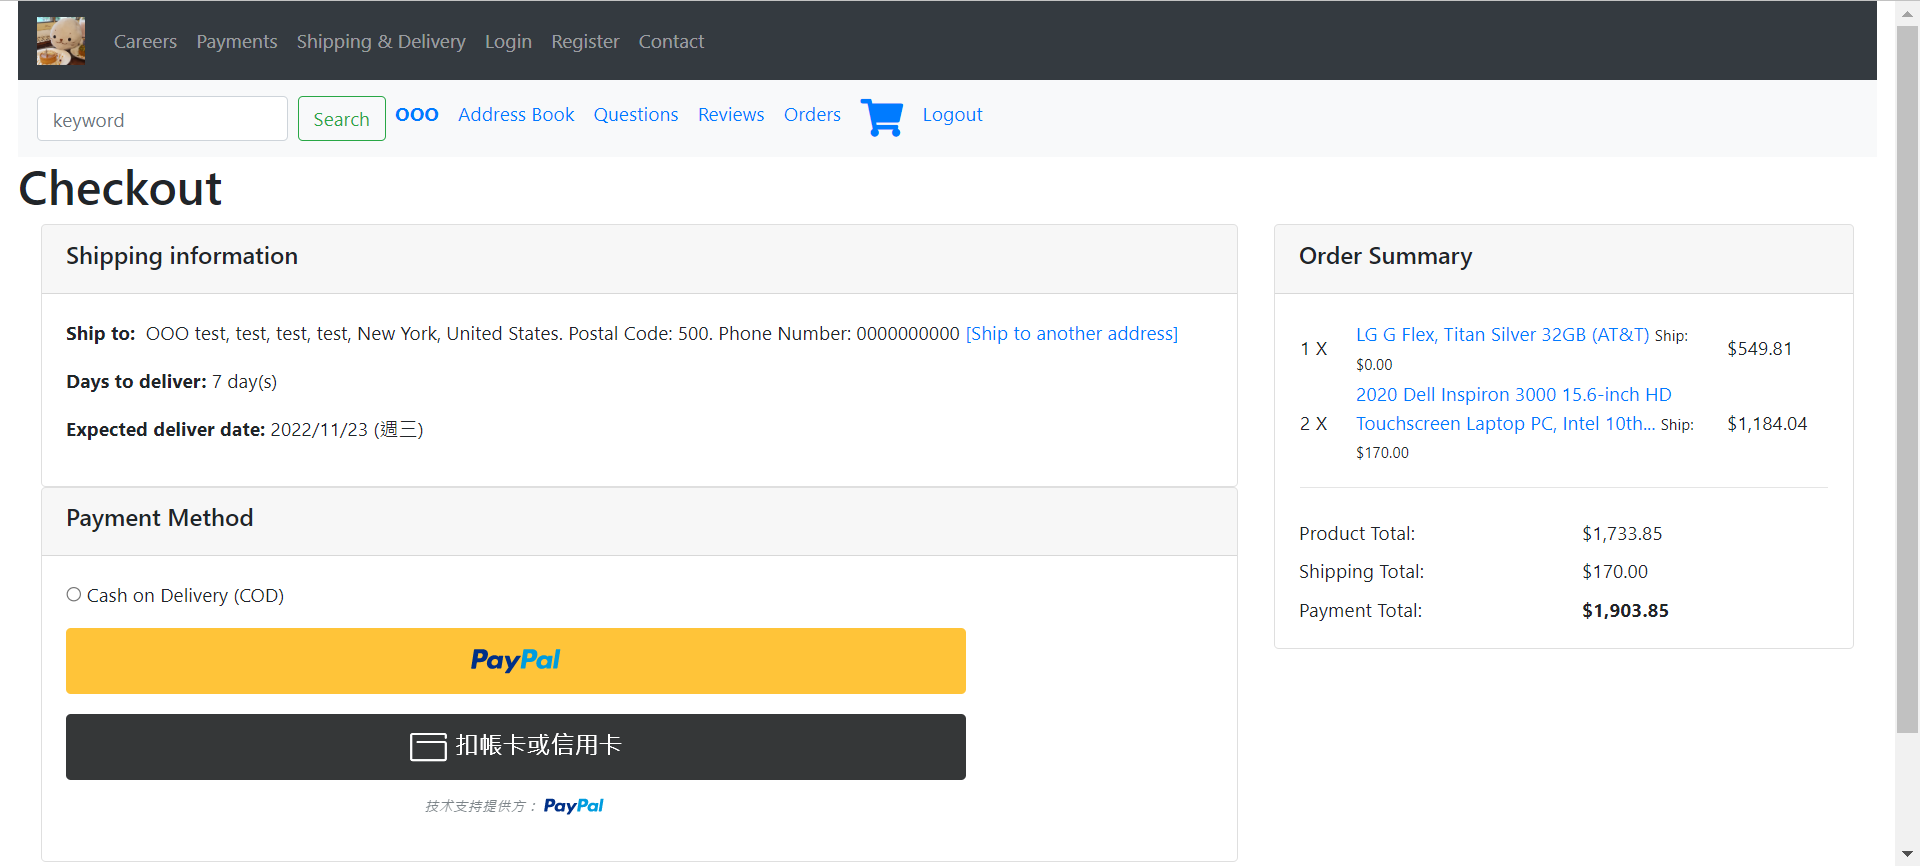 Careers Payments Shipping & Delivery Login Register Contact
keyword Search OOO Address Book Questions Reviews Orders Logout
Checkout
Shipping information
Ship to: OOO test, test, test, test, New York, United States. Postal Code: 500. Phone Number: 0000000000 [Ship to another address]
Days to deliver: 7 day(s)
Expected deliver date: 2022/11/23 (週三)
Payment Method
Cash on Delivery (COD)
PayPal
扣帳卡或信用卡
技术支持提供方： PayPal
Order Summary
1 X LG G Flex, Titan Silver 32GB (AT&T) Ship: $549.81
$0.00
2020 Dell Inspiron 3000 15.6-inch HD
2 X Touchscreen Laptop PC, Intel 10th... Ship: $1,184.04
$170.00
Product Total: $1,733.85
Shipping Total: $170.00
Payment Total: $1,903.85